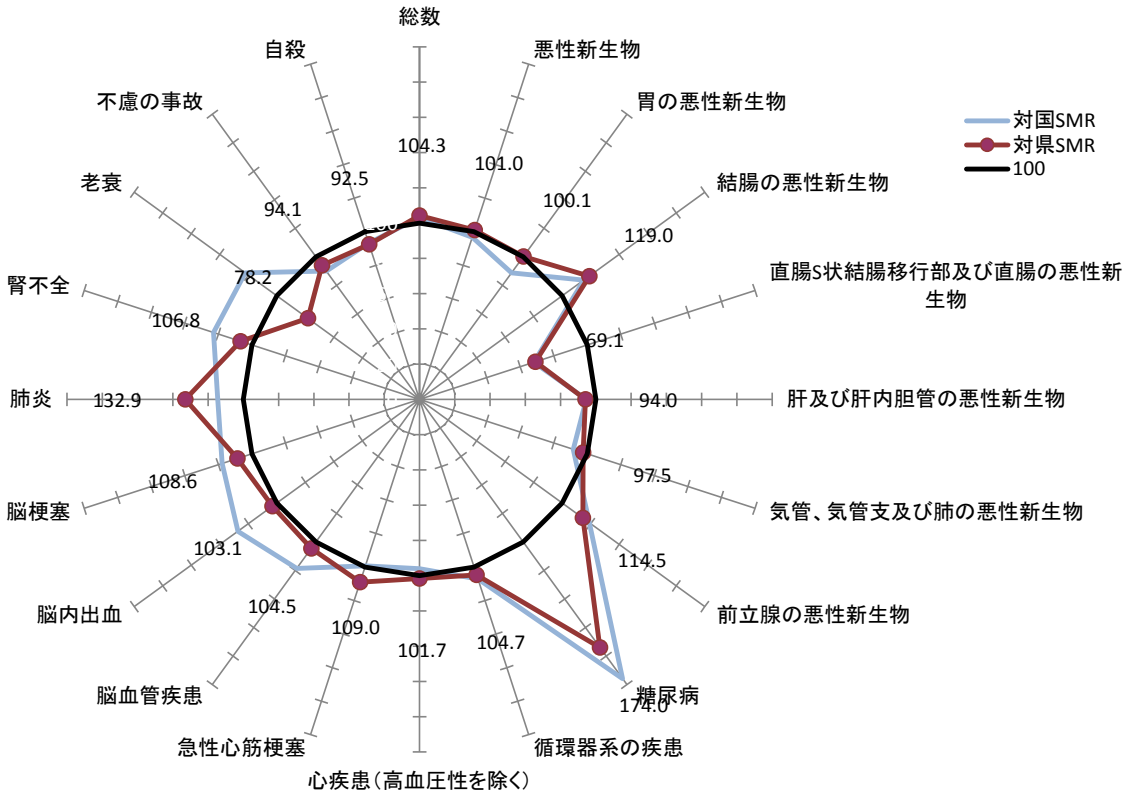 総数
悪性新生物
胃の悪性新生物
結腸の悪性新生物
直腸S状結腸移行部及び直腸の悪性新
生物
肝及び肝内胆管の悪性新生物
気管、気管支及び肺の悪性新生物
前立腺の悪性新生物
糖尿病
循環器系の疾患
心疾患（高血圧性を除く）
急性心筋梗塞
脳血管疾患
脳内出血
脳梗塞
肺炎
腎不全
老衰
不慮の事故
自殺
104.3
101.0
100.1
119.0
69.1
94.0
97.5
114.5
174.0
104.7
101.7
109.0
104.5
103.1
108.6
132.9
106.8
78.2
94.1
92.5
対国SMR
対県SMR
100